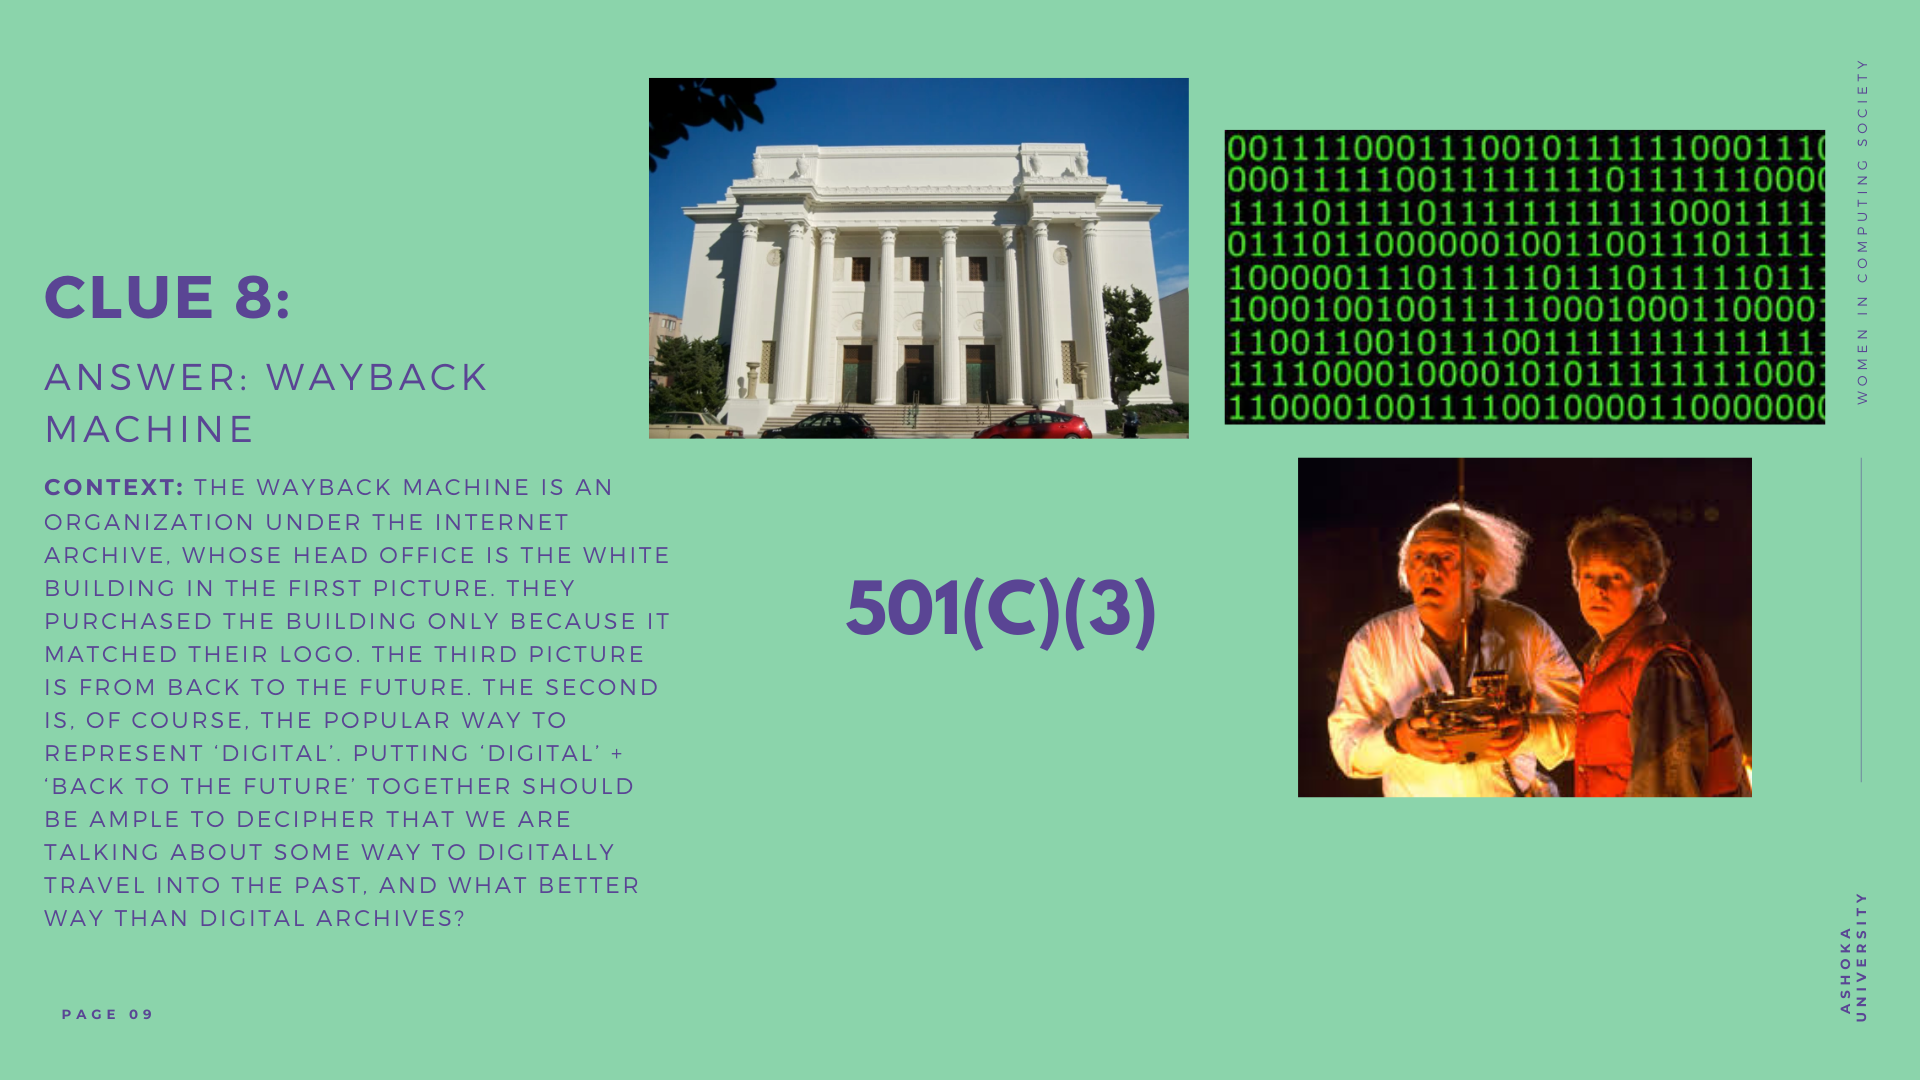 CLUE 8:
ANSWER: WAYBACK
MACHINE
CONTEXT: THE WAYBACK MACHINE IS AN
ORGANIZATION UNDER THE INTERNET
ARCHIVE, WHOSE HEAD OFFICE IS THE WHITE
BUILDING IN THE FIRST PICTURE. THEY
PURCHASED THE BUILDING ONLY BECAUSE IT
MATCHED THEIR LOGO. THE THIRD PICTURE
IS FROM BACK TO THE FUTURE. THE SECOND
IS, OF COURSE, THE POPULAR WAY TO
REPRESENT ‘DIGITAL’. PUTTING ‘DIGITAL’ +
‘BACK TO THE FUTURE’ TOGETHER SHOULD
BE AMPLE TO DECIPHER THAT WE ARE
TALKING ABOUT SOME WAY TO DIGITALLY
TRAVEL INTO THE PAST, AND WHAT BETTER
WAY THAN DIGITAL ARCHIVES?
PAGE 09
00111100011100101111110001110
00011111001111111101111110000
1111011110111111111110001111
0111011000000100110011101111
1000001110111110111011111011
1000100100111110001000110000
1100110010111001111111111111
1111000010000101011111111000
110000100111100100001100000000
501(C)(3)
WOMEN IN COMPUTING SOCIETY
ASHOKA
UNIVERSITY